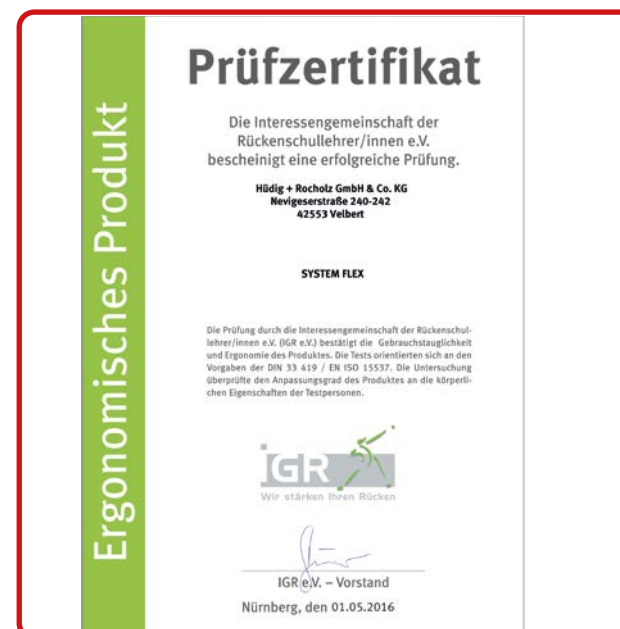 Ergonomisches Produkt
Prüfzertifikat
Die Interessengemeinschaft der
Rückenschullehrer/innen e.V.
bescheinigt eine erfolgreiche Prüfung.
Hüdig + Rocholz GmbH & Co. KG
Nevigeserstraße 240-242
42553 Velbert
SYSTEM FLEX
Die Prüfung durch die Interessengemeinschaft der Rückenschul-
lehrer/innen e.V. (IGR e.V.) bestätigt die Gebrauchstauglichkeit
und Ergonomie des Produktes. Die Tests orientierten sich an den
Vorgaben der DIN 33 419 / EN ISO 15537. Die Untersuchung
überprüfte den Anpassungsgrad des Produktes an die körperli-
chen Eigenschaften der Testpersonen.
iGR
Wir stärken Ihren Rücken
IGR e.V. – Vorstand
Nürnberg, den 01.05.2016